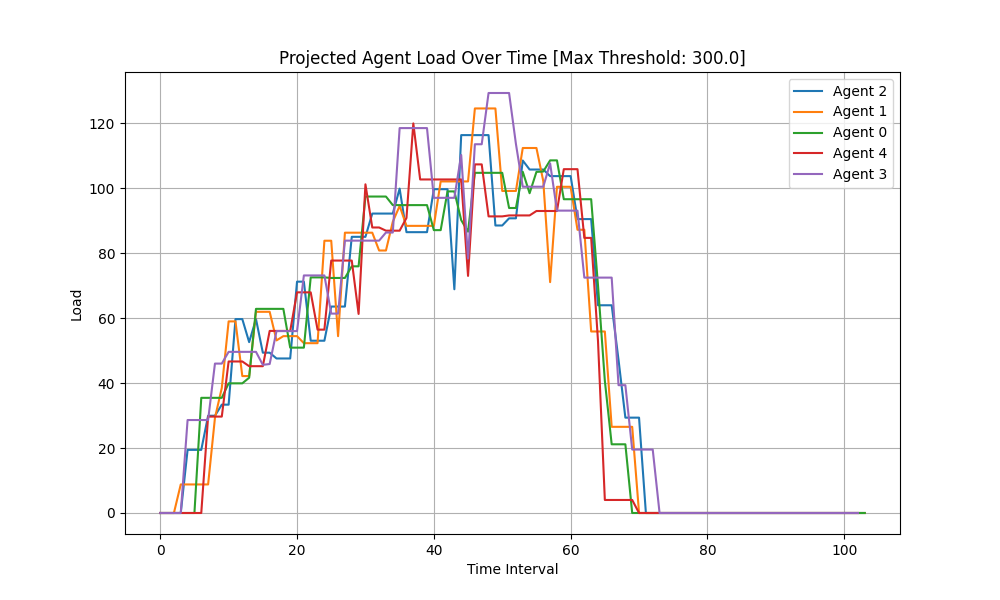 Projected Agent Load Over Time [Max Threshold: 300.0]
Agent 2
Agent 1
Agent 0
Agent 4
Agent 3
Load
120
100
80
60
40
20
0
0 20 40 60 80 100
Time Interval